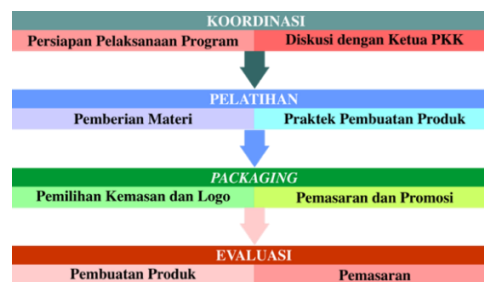 KOORDINASI
Persiapan Pelaksanaan Program Diskusi dengan Ketua PKK
PELATIHAN
Pemberian Materi Praktek Pembuatan Produk
PACKAGING
Pemilihan Kemasan dan Logo Pemasaran dan Promosi
EVALUASI
Pembuatan Produk Pemasaran